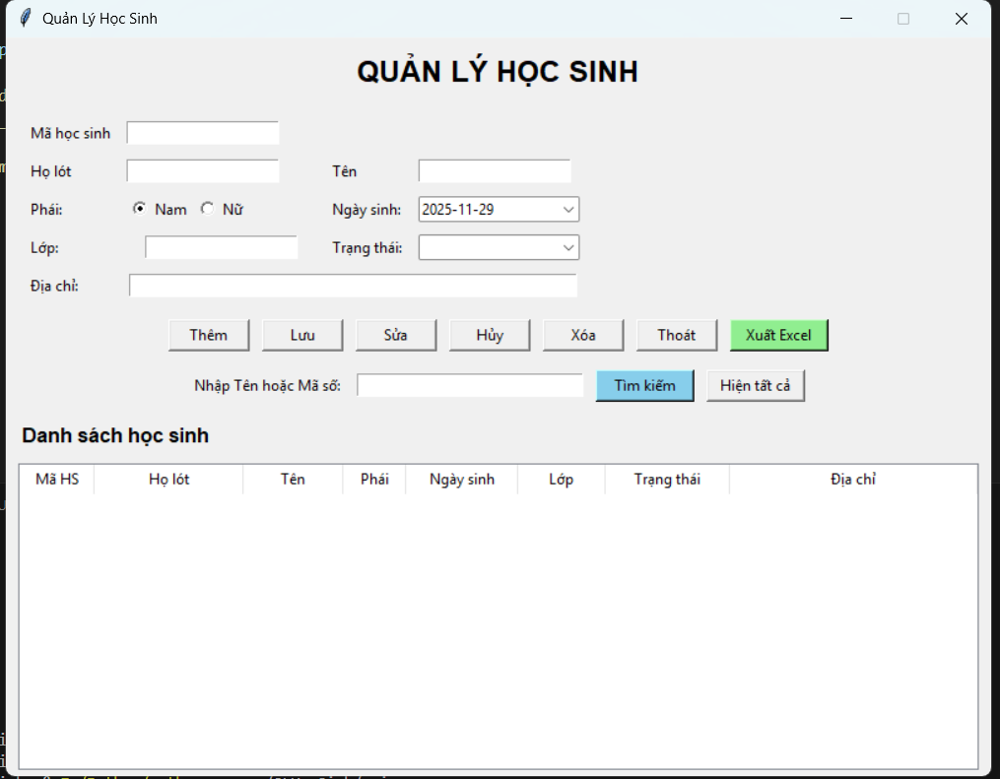 Quản Lý Học Sinh
QUẢN LÝ HỌC SINH
Mã học sinh
Họ lót Tên
Phái: Nam Nữ Ngày sinh: 2025-11-29
Lớp: Trạng thái:
Địa chỉ:
Thêm Lưu Sửa Hủy Xóa Thoát Xuất Excel
Nhập Tên hoặc Mã số: Tìm kiếm Hiện tất cả
Danh sách học sinh
Mã HS Họ lót Tên Phái Ngày sinh Lớp Trạng thái Địa chỉ